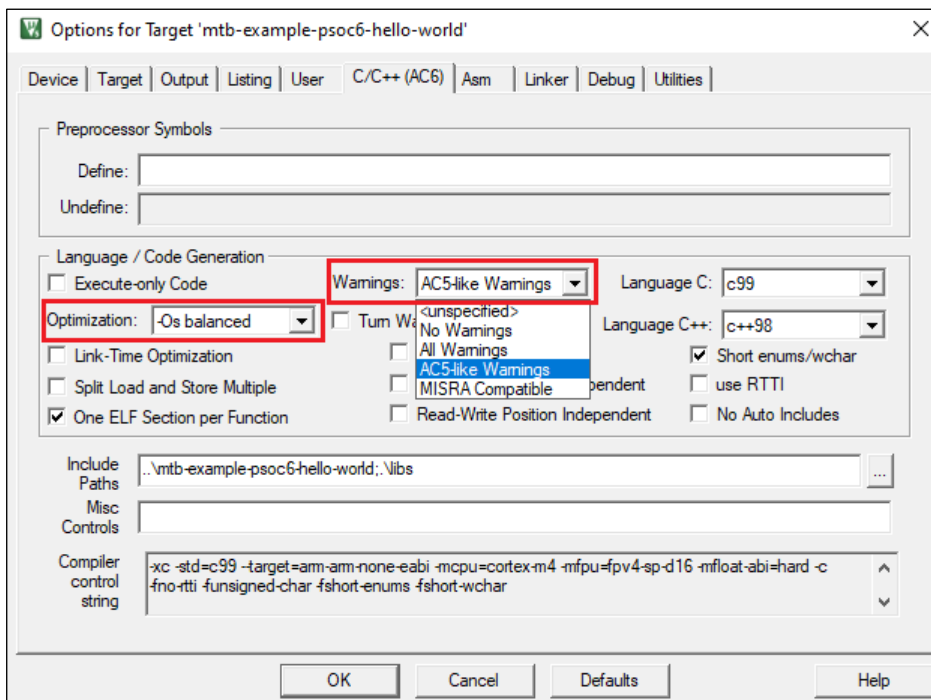 Options for Target 'mtb-example-psoc6-hello-world'
Device Target Output Listing User C/C++ (AC6) Asm Linker Debug Utilities
Preprocessor Symbols
Define:
Undefine:
Language / Code Generation
Execute-only Code Warnings: AC5-like Warnings Language C: c99
<unspecified>
Optimization: -Os balanced Turn Wa No Warnings Language C++: c++98
Link-Time Optimization All Warnings Short enums/wchar
AC5-like Warnings
Split Load and Store Multiple MISRA Compatible pendent use RTTI
One ELF Section per Function Read-Write Position Independent No Auto Includes
Include Paths ..\mtb-example-psoc6-hello-world;.\libs ...
Misc Controls
Compiler control string
-xc -std=c99 --target=arm-arm-none-eabi -mcpu=cortex-m4 -mfpu=fpv4-sp-d16 -mfloat-abi=hard -c
-fno-rtti -funsigned-char -fshort-enums -fshort-wchar
OK Cancel Defaults Help